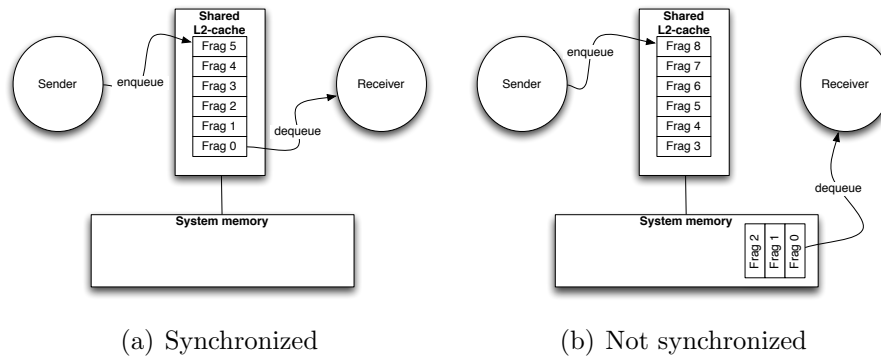 Shared
L2-cache
Frag 5
Frag 4
Frag 3
Frag 2
Frag 1
Frag 0
Sender
enqueue
Receiver
dequeue
System memory
(a) Synchronized
Shared
L2-cache
Frag 8
Frag 7
Frag 6
Frag 5
Frag 4
Frag 3
Sender
enqueue
Receiver
dequeue
System memory
Frag 2
Frag 1
Frag 0
(b) Not synchronized